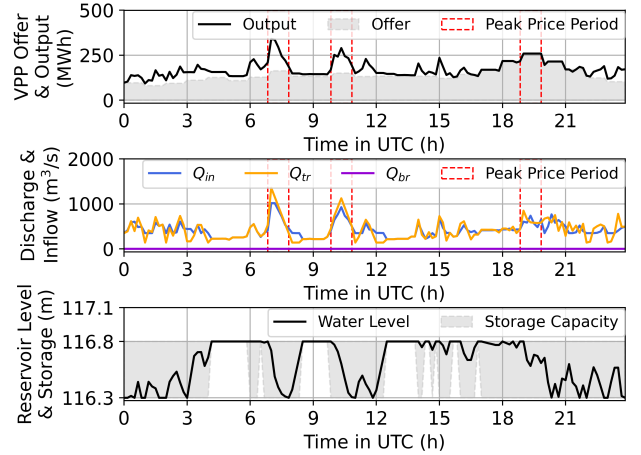 VPP Offer
& Output
(MWh)
500
250
0
Output Offer Peak Price Period
0 3 6 9 12 15 18 21
Time in UTC (h)
Discharge &
Inflow (m³/s)
2000
1000
0
Q_in Q_tr Q_br Peak Price Period
0 3 6 9 12 15 18 21
Time in UTC (h)
Reservoir Level
& Storage (m)
117.1
116.8
116.3
Water Level Storage Capacity
0 3 6 9 12 15 18 21
Time in UTC (h)